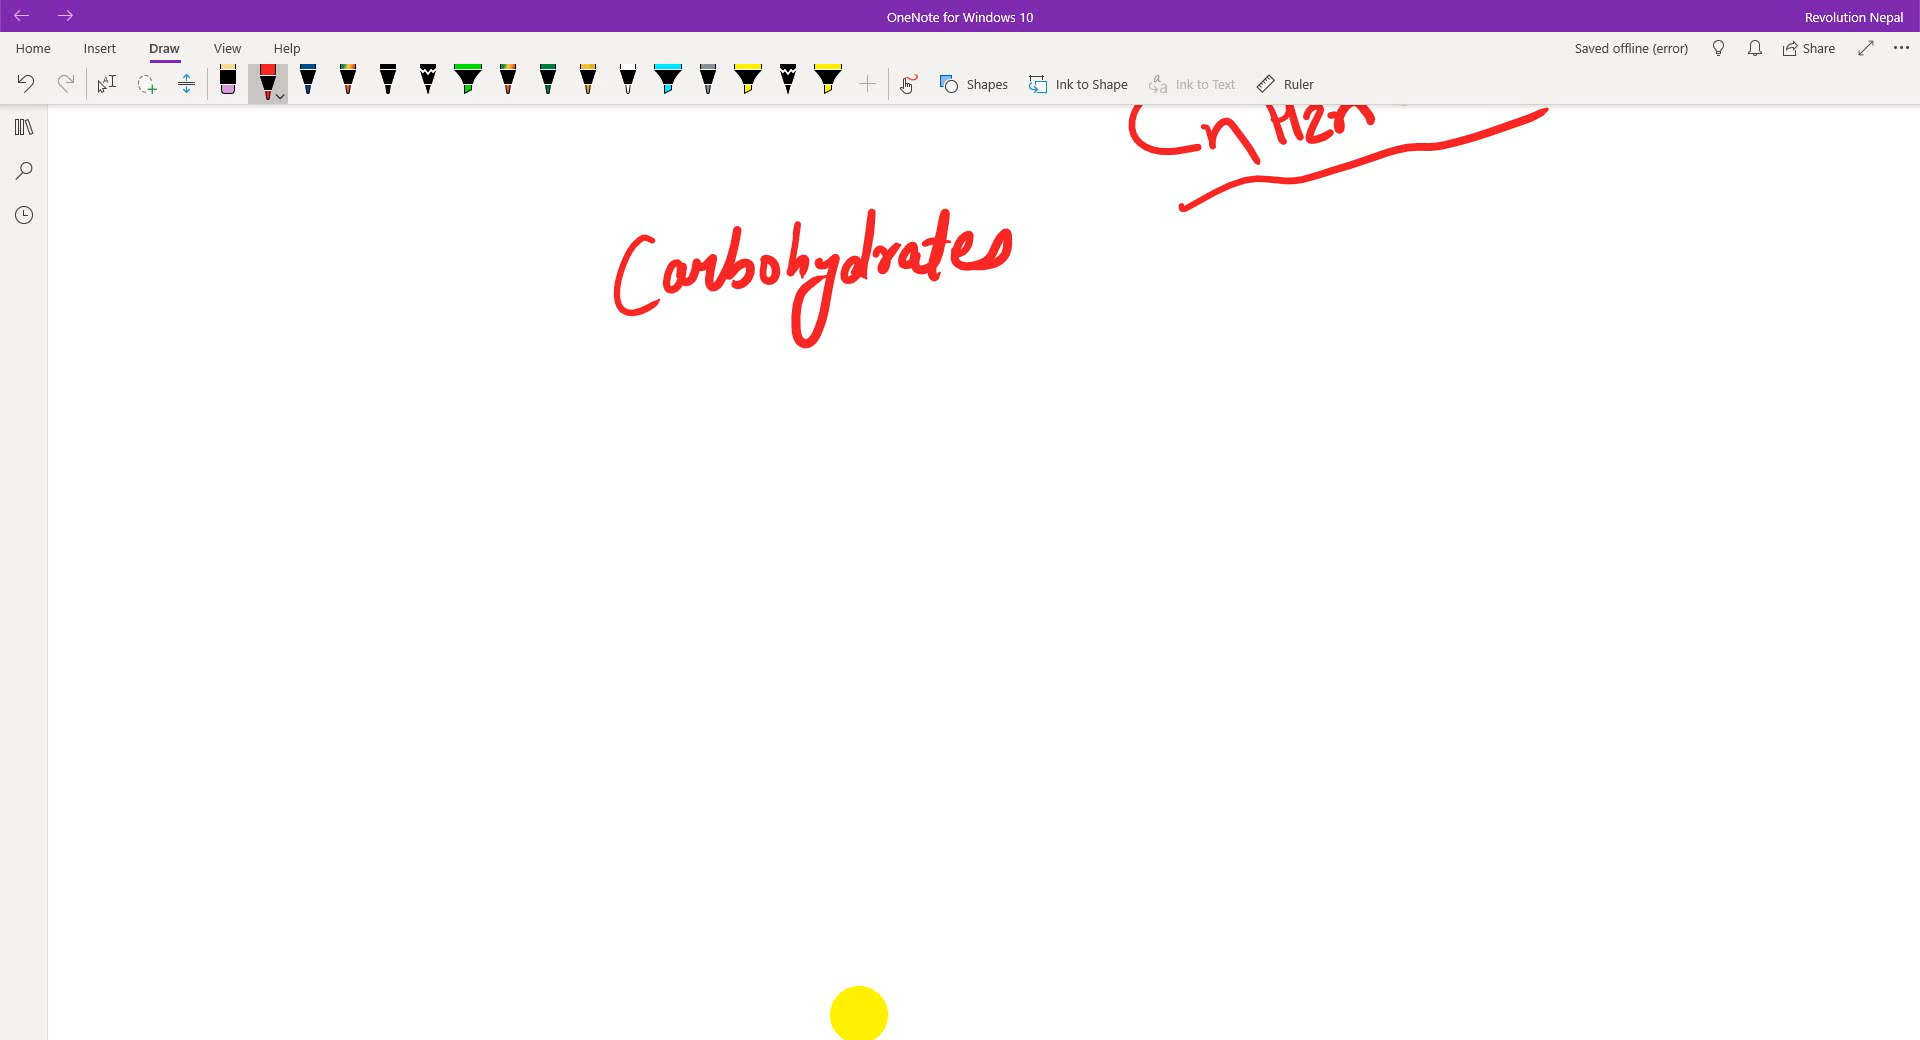 OneNote for Windows 10
Revolution Nepal
Home Insert Draw View Help
Saved offline (error) Share
Shapes Ink to Shape Ink to Text Ruler
CnH2n
Carbohydrates